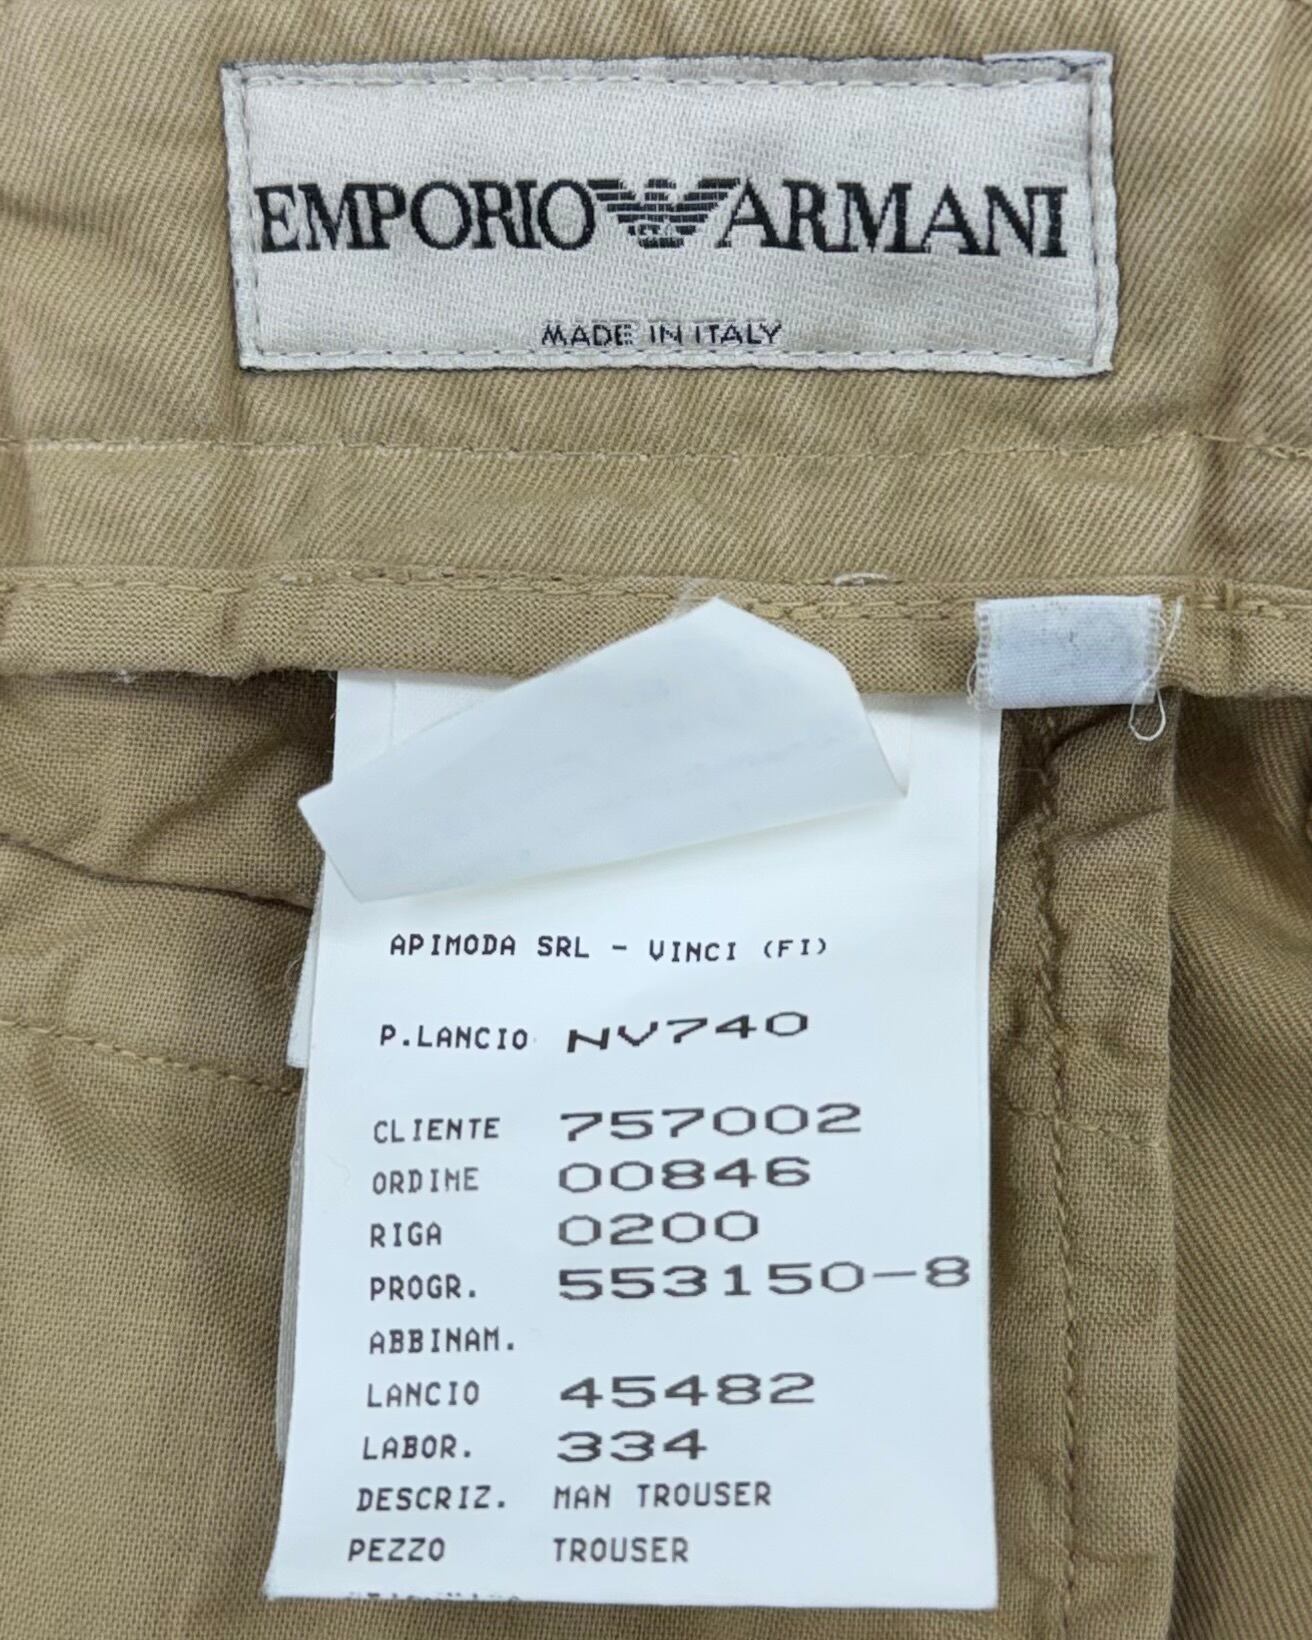 EMPORIO ARMANI
MADE IN ITALY
APIMODA SRL - VINCI (FI)
P.LANCIO NV740
CLIENTE 757002
ORDINE 00846
RIGA 0200
PROGR. 553150-8
ABBINAM.
LANCIO 45482
LABOR. 334
DESCRIZ. MAN TROUSER
PEZZO TROUSER